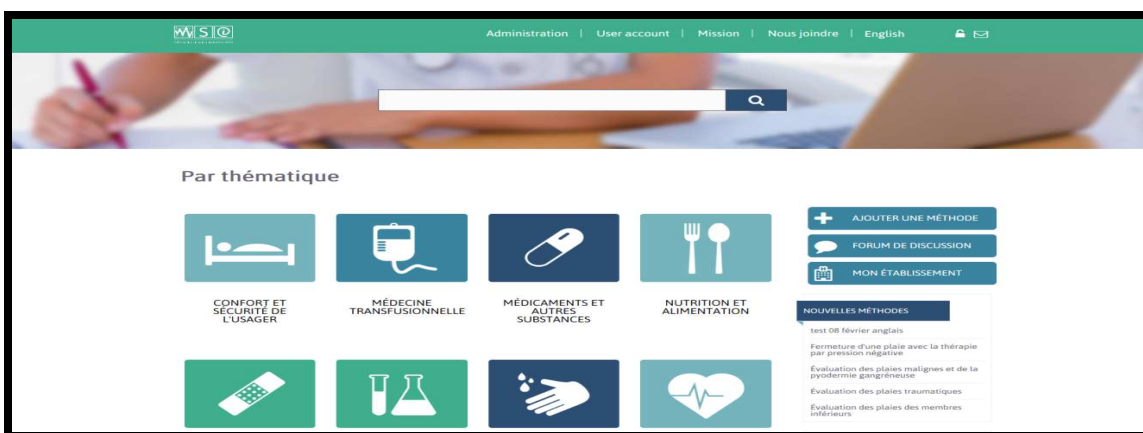 MSI@
Administration | User account | Mission | Nous joindre | English
Par thématique
CONFORT ET
SÉCURITÉ DE
L'USAGER
MÉDECINE
TRANSFUSIONNELLE
MÉDICAMENTS ET
AUTRES
SUBSTANCES
NUTRITION ET
ALIMENTATION
AJOUTER UNE MÉTHODE
FORUM DE DISCUSSION
MON ÉTABLISSEMENT
NOUVELLES MÉTHODES
test 08 février anglais
Fermeture d'une plaie avec la thérapie
par pression négative
Évaluation des plaies malignes et de la
pyodermie gangréneuse
Évaluation des plaies traumatiques
Évaluation des plaies des membres
inférieurs